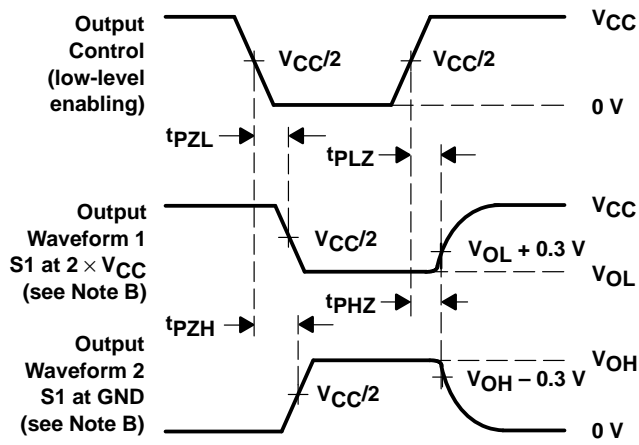 Output
Control
(low-level
enabling)
VCC/2
VCC/2
VCC
0 V
tPZL
tPLZ
Output
Waveform 1
S1 at 2 × VCC
(see Note B)
VCC/2
VCC
VOL + 0.3 V
VOL
tPZH
tPHZ
Output
Waveform 2
S1 at GND
(see Note B)
VCC/2
VOH
VOH − 0.3 V
0 V